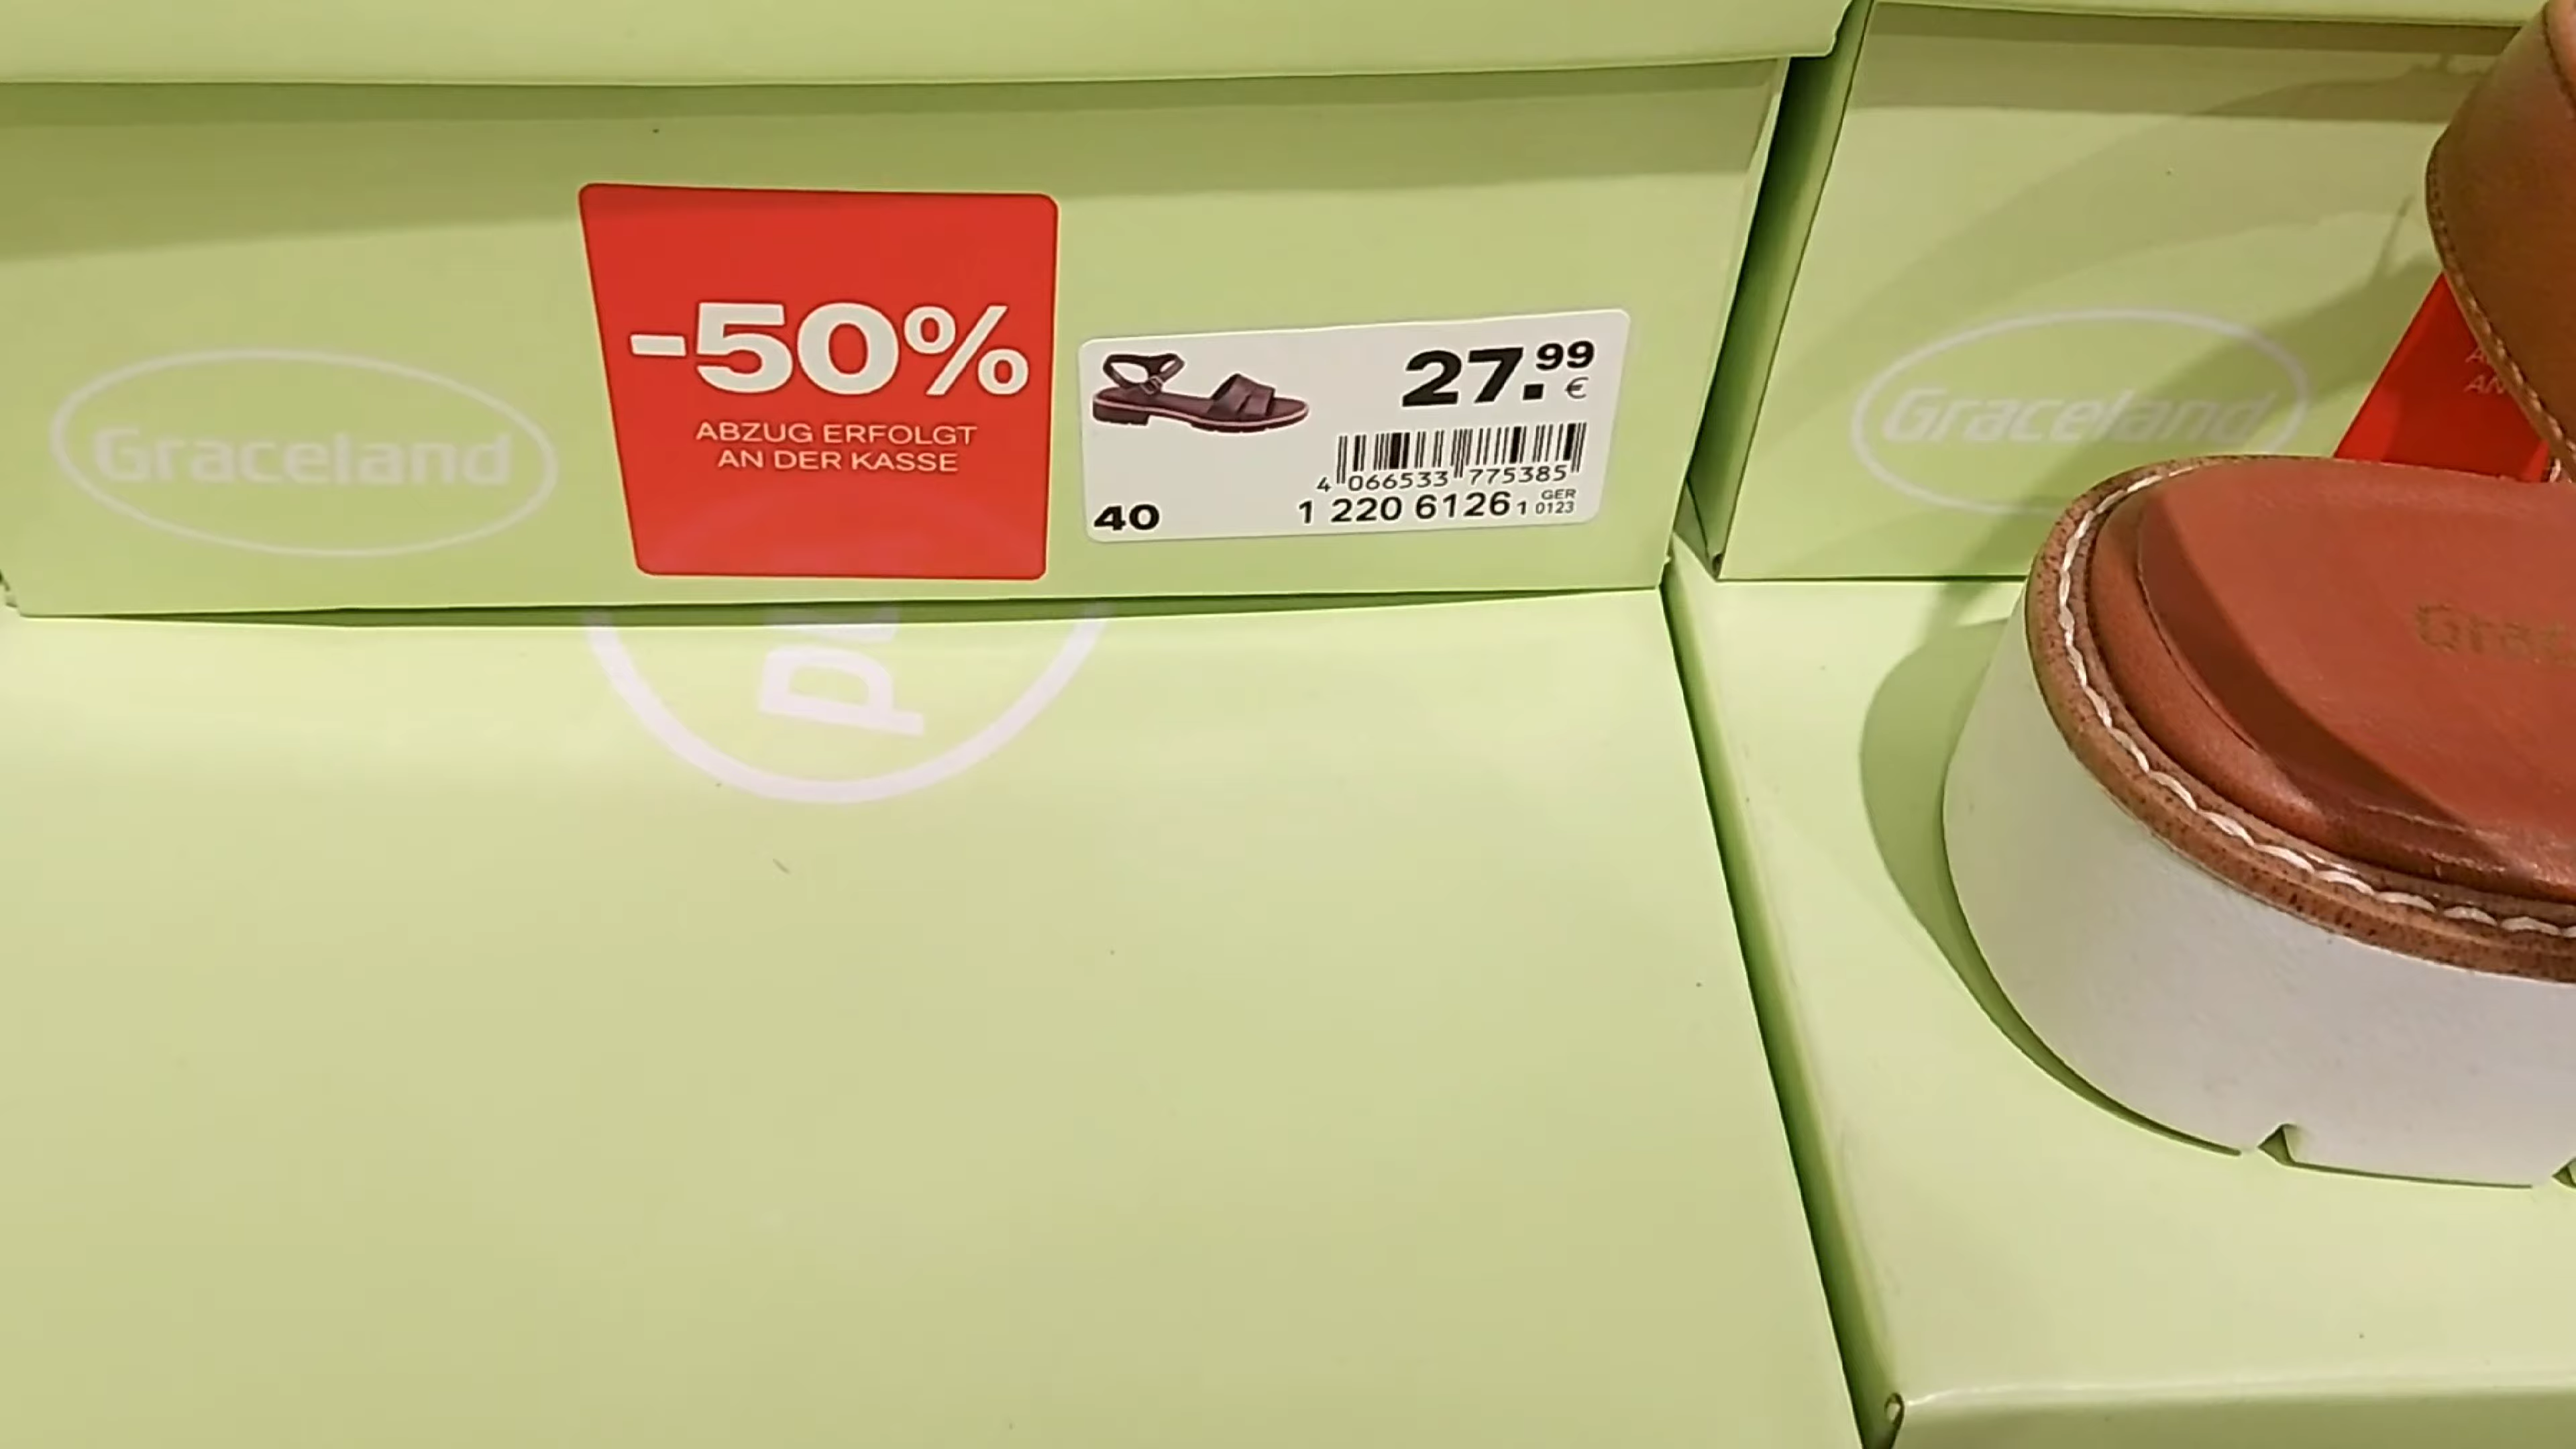 Graceland
-50%
ABZUG ERFOLGT
AN DER KASSE
27.99
€
4 066533 775385
40
1 220 6126 1 GER 0123
Graceland